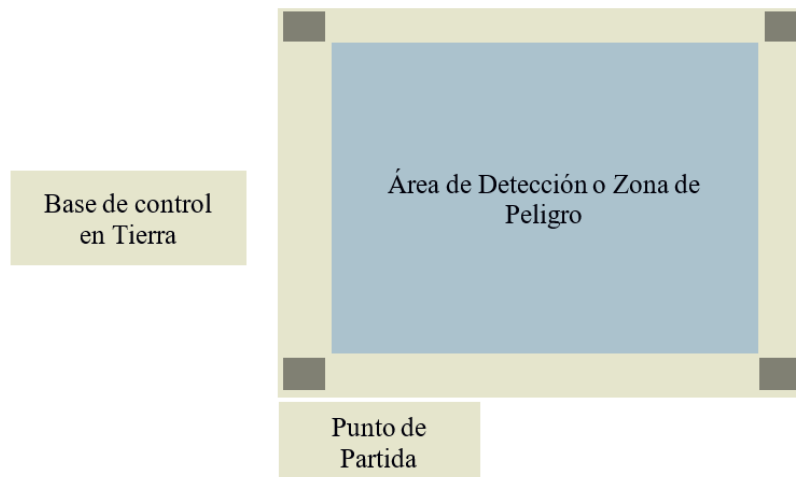 Área de Detección o Zona de
Peligro
Base de control
en Tierra
Punto de
Partida